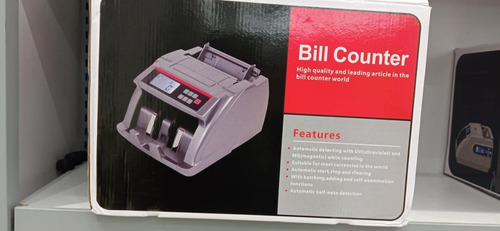 Bill Counter
High quality and leading article in the
bill counter world
Features
Automatic detecting with UV(ultraviolet) and
MG(magnetic) while counting
Suitable for most currencies in the world
Automatic start,stop and clearing
With batching,adding and self-examination
functions
Automatic half-note detection